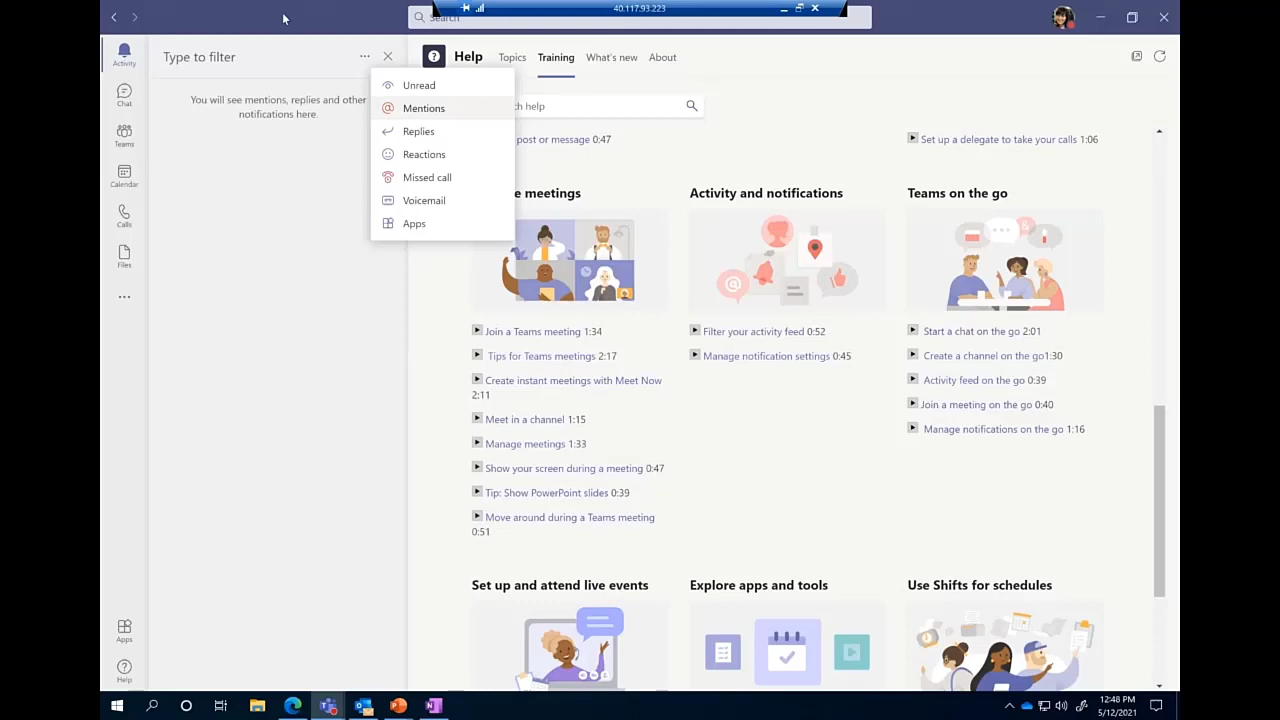 40.117.93.223
Search
Activity
Type to filter
Help
Topics
Training
What's new
About
You will see mentions, replies and other
notifications here.
Unread
Mentions
Replies
Reactions
Missed call
Voicemail
Apps
Chat
Teams
Calendar
Calls
Files
Apps
Help
help
post or message 0:47
Set up a delegate to take your calls 1:06
meetings
Activity and notifications
Teams on the go
Join a Teams meeting 1:34
Tips for Teams meetings 2:17
Create instant meetings with Meet Now
2:11
Meet in a channel 1:15
Manage meetings 1:33
Show your screen during a meeting 0:47
Tip: Show PowerPoint slides 0:39
Move around during a Teams meeting
0:51
Filter your activity feed 0:52
Manage notification settings 0:45
Start a chat on the go 2:01
Create a channel on the go1:30
Activity feed on the go 0:39
Join a meeting on the go 0:40
Manage notifications on the go 1:16
Set up and attend live events
Explore apps and tools
Use Shifts for schedules
12:48 PM
5/12/2021